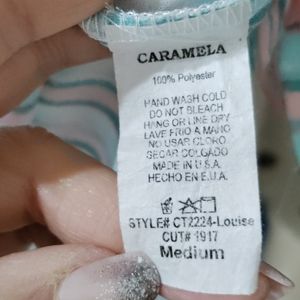 CARAMELA
100% Polyester
HAND WASH COLD
DO NOT BLEACH
HANG OR LINE DRY
LAVE FRIO A MANO
NO USAR CLORO
SECAR COLGADO
MADE IN U.S.A.
HECHO EN E.U.A.
STYLE# CT2224-Louise
CUT# 1917
Medium